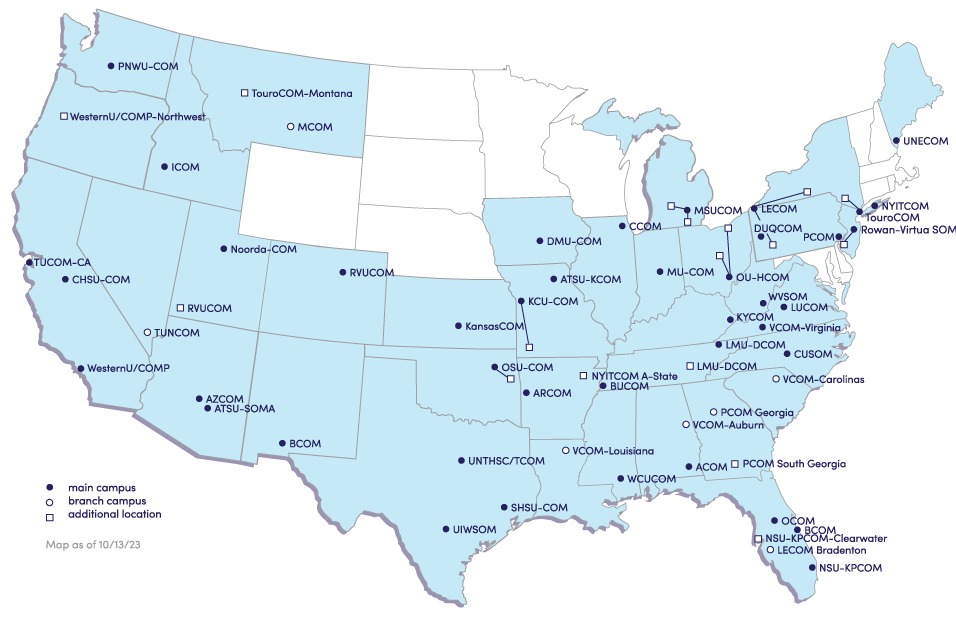 PNWU-COM
TouroCOM-Montana
WesternU/COMP-Northwest
MCOM
UNECOM
ICOM
MSUCOM
LECOM
NYITCOM
TouroCOM
CCOM
DUQCOM
PCOM
Rowan-Virtua SOM
Noorda-COM
DMU-COM
TUCOM-CA
RVUCOM
MU-COM
OU-HCOM
CHSU-COM
ATSU-KCOM
WVSOM
RVUCOM
KCU-COM
LUCOM
KYCOM
TUNCOM
KansasCOM
VCOM-Virginia
LMU-DCOM
CUSOM
WesternU/COMP
OSU-COM
LMU-DCOM
NYITCOM A-State
VCOM-Carolinas
BUCOM
ARCOM
AZCOM
ATSU-SOMA
PCOM Georgia
VCOM-Auburn
BCOM
VCOM-Louisiana
UNTHSC/TCOM
ACOM
PCOM South Georgia
WCUCOM
main campus
branch campus
additional location
SHSU-COM
OCOM
UIWSOM
BCOM
NSU-KPCOM-Clearwater
Map as of 10/13/23
LECOM Bradenton
NSU-KPCOM